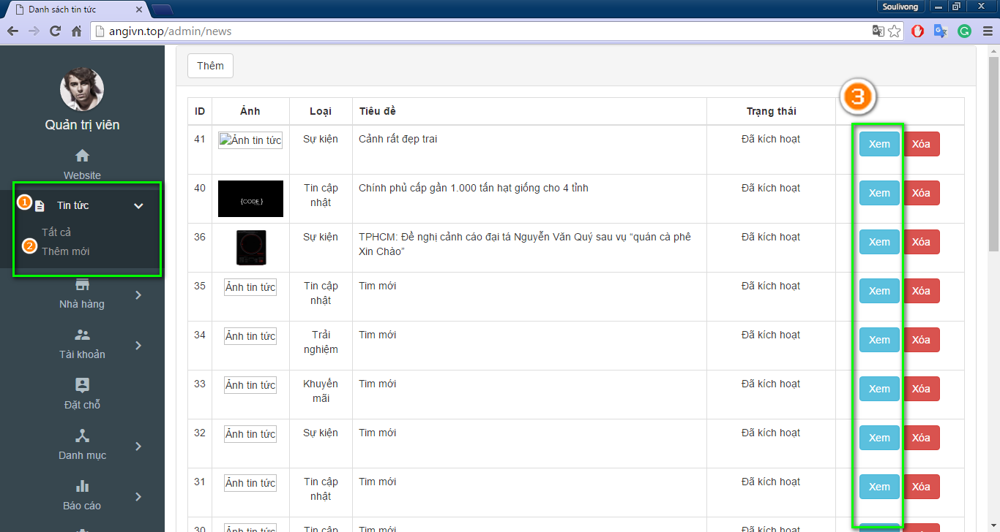 Danh sách tin tức
Soulivong
angivn.top/admin/news
Quản trị viên
Website
1
Tin tức
Tất cả
2
Thêm mới
Nhà hàng
Tài khoản
Đặt chỗ
Danh mục
Báo cáo
Thêm
3
ID Ảnh Loại Tiêu đề Trạng thái
41 Ảnh tin tức Sự kiện Cảnh rất đẹp trai Đã kích hoạt Xem Xóa
40 {CODE } Tin cập Chính phủ cấp gần 1.000 tấn hạt giống cho 4 tỉnh Đã kích hoạt Xem Xóa
nhật
36 Sự kiện TPHCM: Đề nghị cảnh cáo đại tá Nguyễn Văn Quý sau vụ “quán cà phê Đã kích hoạt Xem Xóa
Xin Chào”
35 Ảnh tin tức Tin cập Tim mới Đã kích hoạt Xem Xóa
nhật
34 Ảnh tin tức Trải Tim mới Đã kích hoạt Xem Xóa
nghiệm
33 Ảnh tin tức Khuyến Tim mới Đã kích hoạt Xem Xóa
mãi
32 Ảnh tin tức Sự kiện Tim mới Đã kích hoạt Xem Xóa
31 Ảnh tin tức Tin cập Tim mới Đã kích hoạt Xem Xóa
nhật
30 Ảnh tin tức Tin cập Tim mới Đã kích hoạt